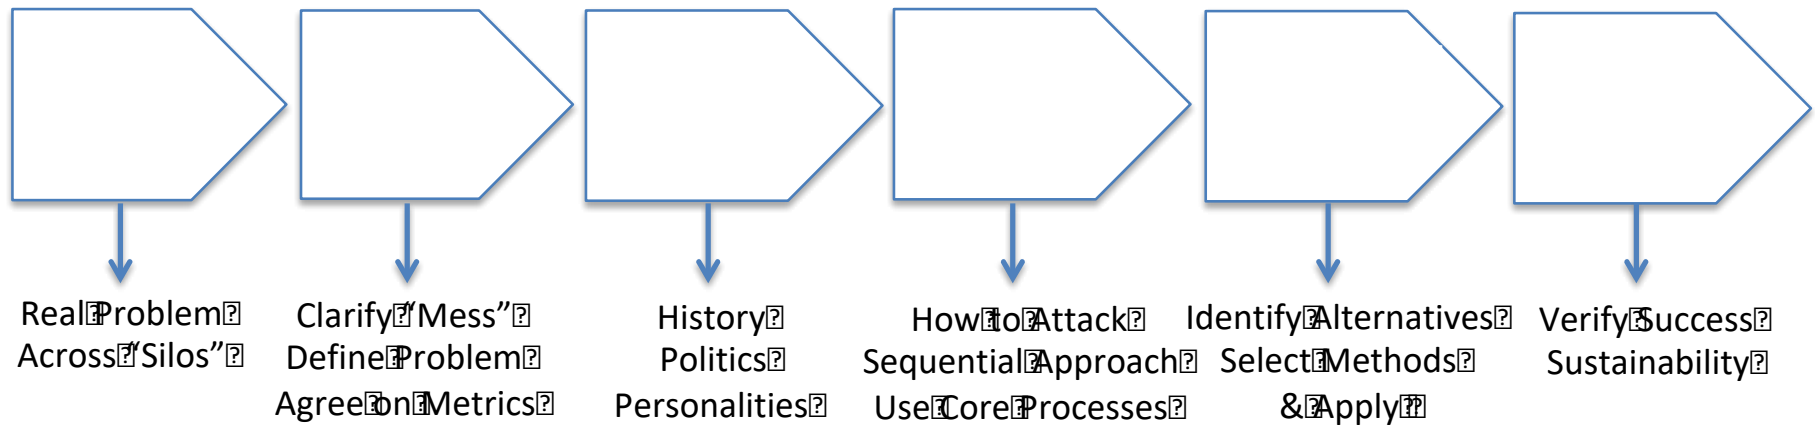 Real Problem
Across “Silos”
Clarify “Mess”
Define Problem
Agree on Metrics
History
Politics
Personalities
How to Attack
Sequential Approach
Use Core Processes
Identify Alternatives
Select Methods
& Apply
Verify Success
Sustainability